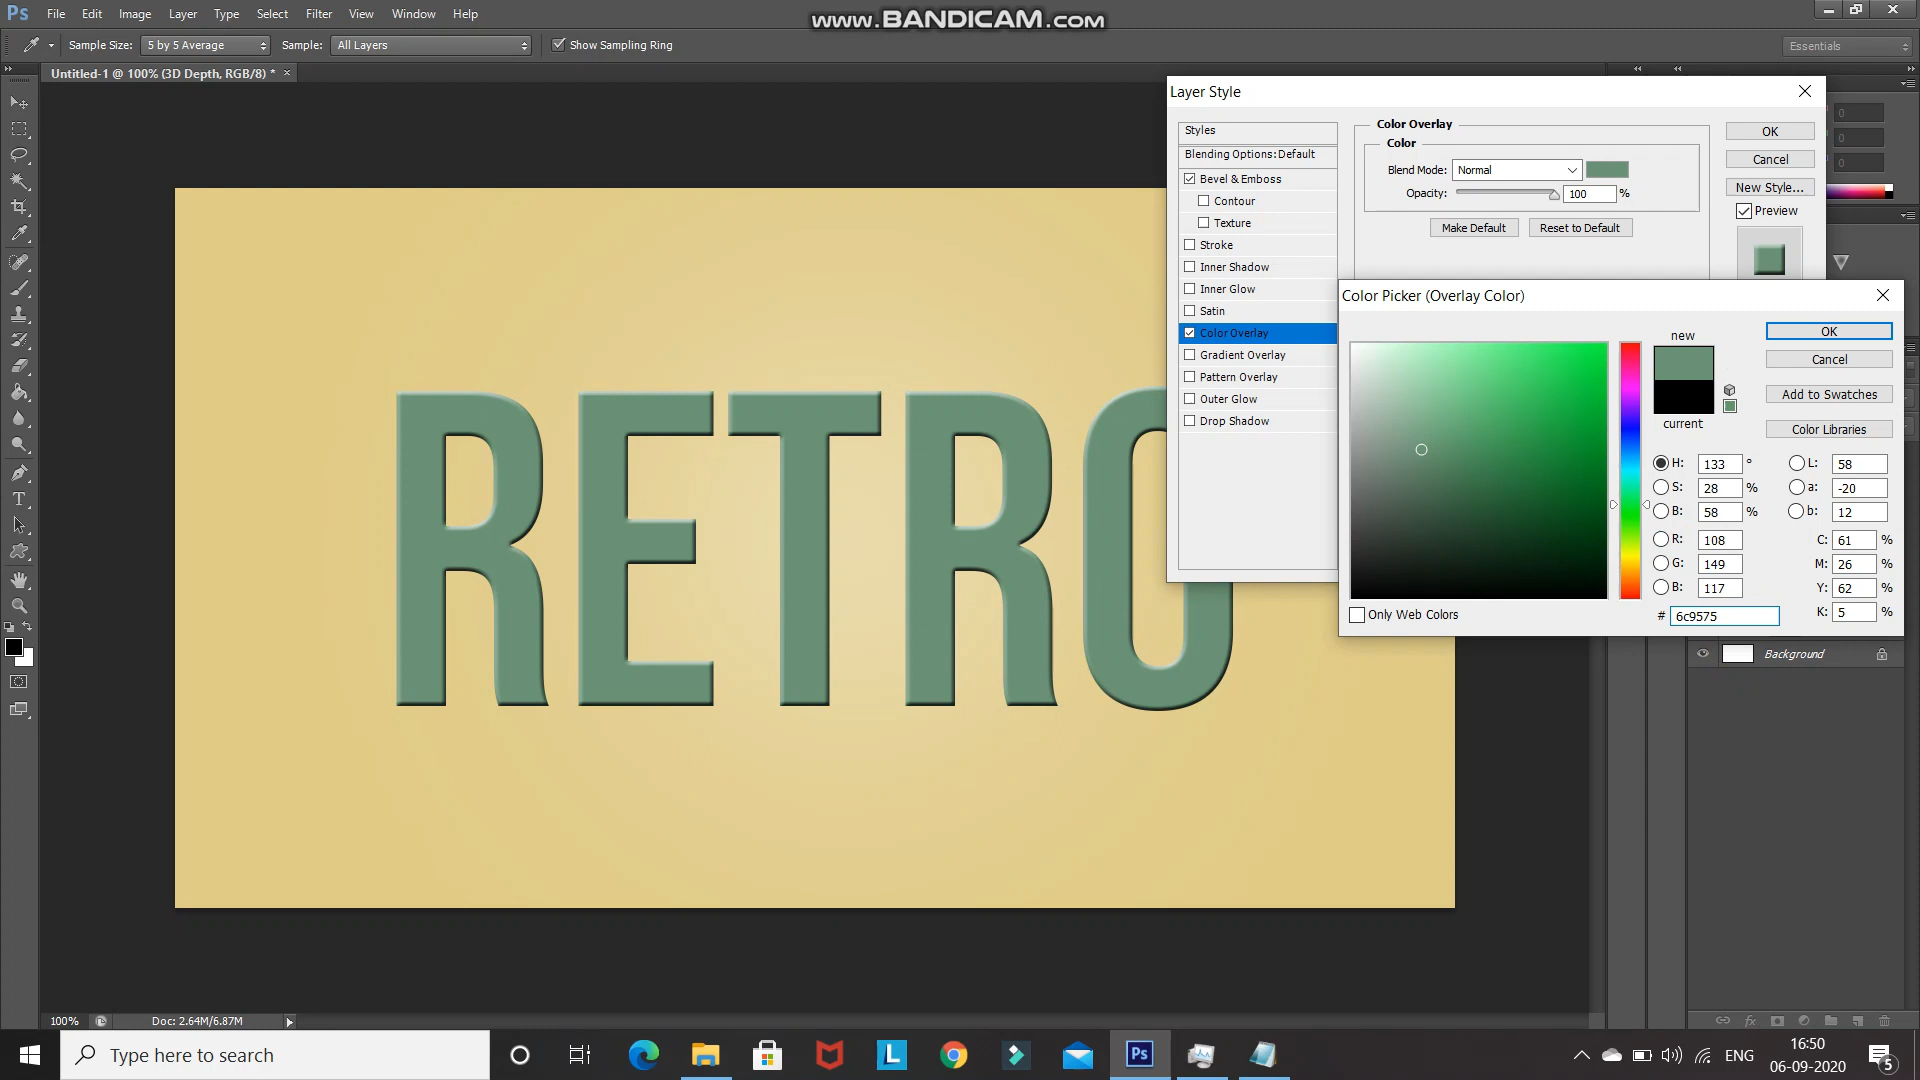 Ps File Edit Image Layer Type Select Filter View Window Help
www.BANDICAM.com
Sample Size: 5 by 5 Average Sample: All Layers Show Sampling Ring
Essentials
Untitled-1 @ 100% (3D Depth, RGB/8) * ×
Layer Style
Styles
Blending Options: Default
Bevel & Emboss
Contour
Texture
Stroke
Inner Shadow
Inner Glow
Satin
Color Overlay
Gradient Overlay
Pattern Overlay
Outer Glow
Drop Shadow
Color Overlay
Color
Blend Mode: Normal
Opacity: 100 %
Make Default Reset to Default
OK
Cancel
New Style...
Preview
0
0
0
Color Picker (Overlay Color)
new
current
OK
Cancel
Add to Swatches
Color Libraries
H: 133 ° L: 58
S: 28 % a: -20
B: 58 % b: 12
R: 108 C: 61 %
G: 149 M: 26 %
B: 117 Y: 62 %
# 6c9575 K: 5 %
Only Web Colors
RETRO
Background
fx
100% Doc: 2.64M/6.87M
Type here to search
L
Ps
ENG
16:50
06-09-2020
5